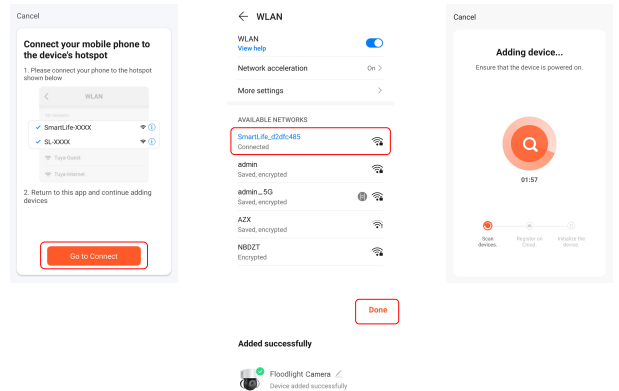 Cancel
Connect your mobile phone to
the device's hotspot
1. Please connect your phone to the hotspot
shown below
WLAN
SmartLife-XXXX
SL-XXXX
Tuya-Guest
Tuya-Internet
2. Return to this app and continue adding
devices
Go to Connect
WLAN
WLAN
View help
Network acceleration
On
More settings
AVAILABLE NETWORKS
SmartLife_d2dfc485
Connected
admin
Saved, encrypted
admin_5G
Saved, encrypted
AZX
Saved, encrypted
NBDZT
Encrypted
Cancel
Adding device...
Ensure that the device is powered on.
01:57
Scan
devices.
Register on
Cloud.
Initialize the
device.
Done
Added successfully
Floodlight Camera
Device added successfully